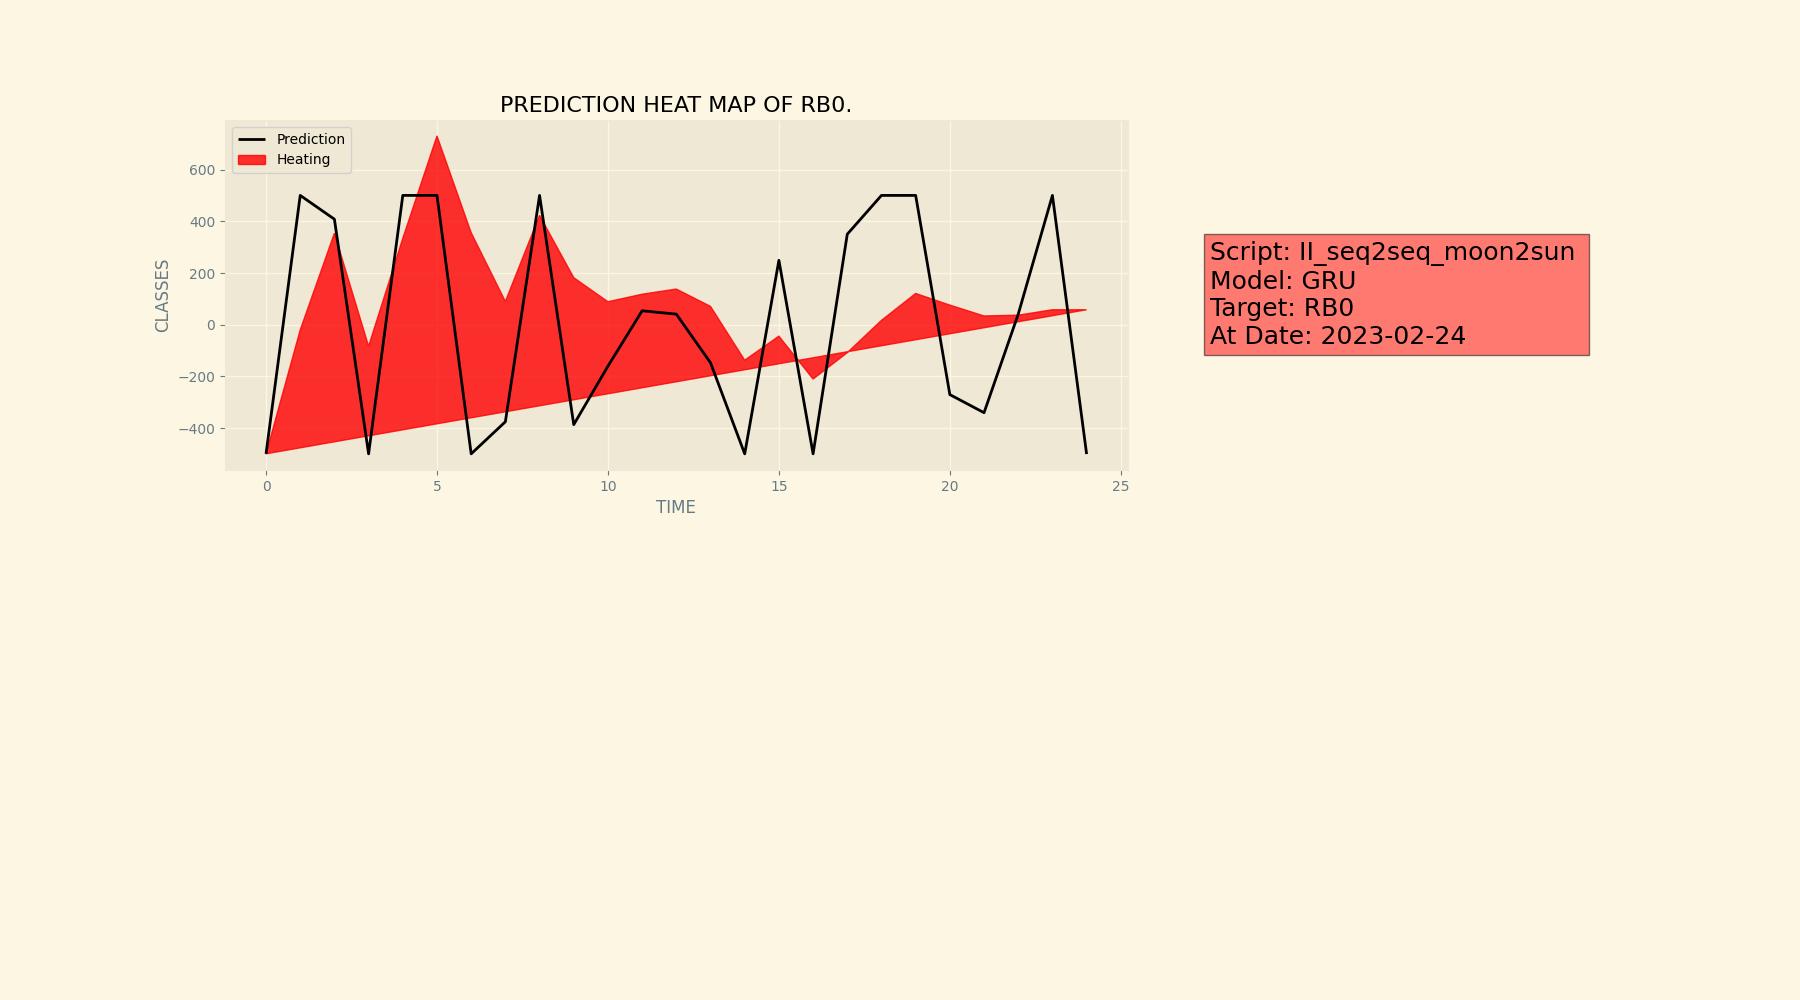 PREDICTION HEAT MAP OF RB0.
Prediction
Heating
600
400
200
0
−200
−400
CLASSES
0 5 10 15 20 25
TIME
Script: II_seq2seq_moon2sun
Model: GRU
Target: RB0
At Date: 2023-02-24